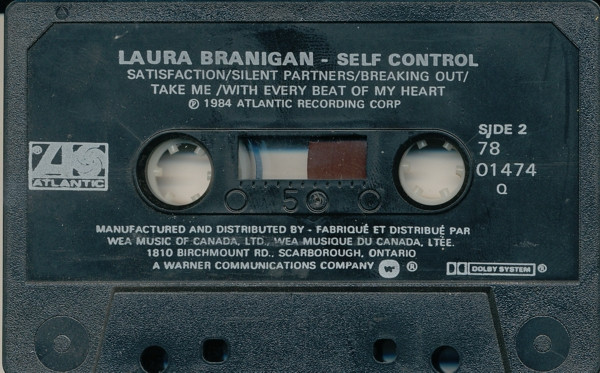 LAURA BRANIGAN - SELF CONTROL
SATISFACTION/SILENT PARTNERS/BREAKING OUT/
TAKE ME /WITH EVERY BEAT OF MY HEART
℗ 1984 ATLANTIC RECORDING CORP
SIDE 2
78
01474
Q
ATLANTIC
5
MANUFACTURED AND DISTRIBUTED BY - FABRIQUÉ ET DISTRIBUÉ PAR
WEA MUSIC OF CANADA, LTD., WEA MUSIQUE DU CANADA, LTÉE.
1810 BIRCHMOUNT RD., SCARBOROUGH, ONTARIO
A WARNER COMMUNICATIONS COMPANY ®
DOLBY SYSTEM ®